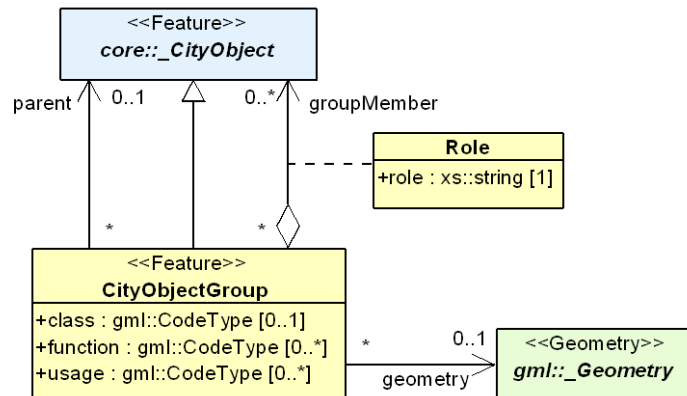 <<Feature>>
core::_CityObject
parent
0..1
0..*
groupMember
Role
+role : xs::string [1]
*
*
<<Feature>>
CityObjectGroup
+class : gml::CodeType [0..1]
+function : gml::CodeType [0..*]
+usage : gml::CodeType [0..*]
*
0..1
geometry
<<Geometry>>
gml::_Geometry